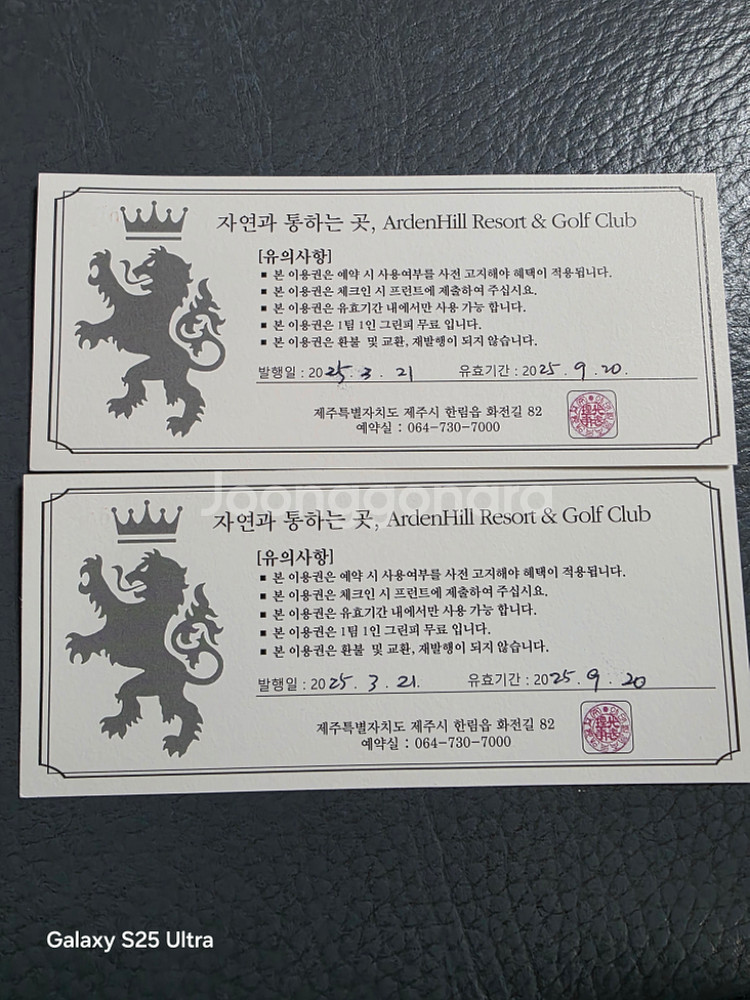 자연과 통하는 곳, ArdenHill Resort & Golf Club
[유의사항]
■ 본 이용권은 예약 시 사용여부를 사전 고지해야 혜택이 적용됩니다.
■ 본 이용권은 체크인 시 프런트에 제출하여 주십시요.
■ 본 이용권은 유효기간 내에서만 사용 가능 합니다.
■ 본 이용권은 1팀 1인 그린피 무료 입니다.
■ 본 이용권은 환불 및 교환, 재발행이 되지 않습니다.
발행일 : 2025. 3. 21 유효기간 : 2025. 9. 20.
제주특별자치도 제주시 한림읍 화전길 82
예약실 : 064-730-7000
Joonggonara
자연과 통하는 곳, ArdenHill Resort & Golf Club
[유의사항]
■ 본 이용권은 예약 시 사용여부를 사전 고지해야 혜택이 적용됩니다.
■ 본 이용권은 체크인 시 프런트에 제출하여 주십시요.
■ 본 이용권은 유효기간 내에서만 사용 가능 합니다.
■ 본 이용권은 1팀 1인 그린피 무료 입니다.
■ 본 이용권은 환불 및 교환, 재발행이 되지 않습니다.
발행일 : 2025. 3. 21. 유효기간 : 2025. 9. 20
제주특별자치도 제주시 한림읍 화전길 82
예약실 : 064-730-7000
Galaxy S25 Ultra